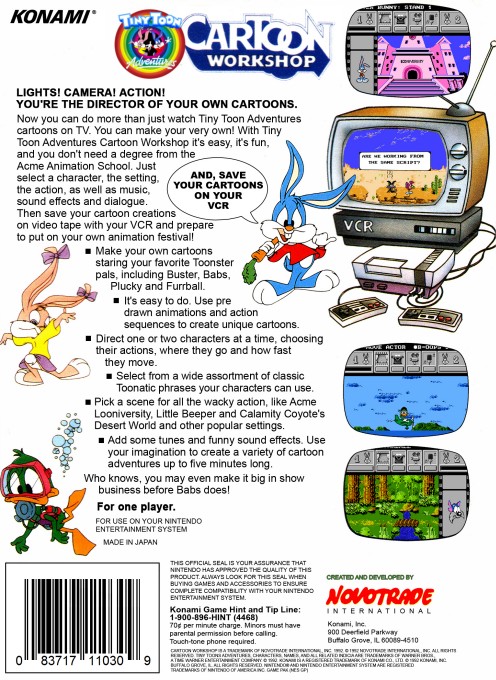 KONAMI®
TINY TOON
Adventures
CARTOON
WORKSHOP
BUNNY: STAND 1
LIGHTS! CAMERA! ACTION!
YOU'RE THE DIRECTOR OF YOUR OWN CARTOONS.
Now you can do more than just watch Tiny Toon Adventures
cartoons on TV. You can make your very own! With Tiny
Toon Adventures Cartoon Workshop it's easy, it's fun,
and you don't need a degree from the
Acme Animation School. Just
select a character, the setting,
the action, as well as music,
sound effects and dialogue.
Then save your cartoon creations
on video tape with your VCR and prepare
to put on your own animation festival!
AND, SAVE
YOUR CARTOONS
ON YOUR
VCR
ARE WE WORKING FROM
THE SAME SCRIPT?
VCR
■ Make your own cartoons
staring your favorite Toonster
pals, including Buster, Babs,
Plucky and Furrball.
■ It's easy to do. Use pre
drawn animations and action
sequences to create unique cartoons.
■ Direct one or two characters at a time, choosing
their actions, where they go and how fast
they move.
■ Select from a wide assortment of classic
Toonatic phrases your characters can use.
■ Pick a scene for all the wacky action, like Acme
Looniversity, Little Beeper and Calamity Coyote's
Desert World and other popular settings.
■ Add some tunes and funny sound effects. Use
your imagination to create a variety of cartoon
adventures up to five minutes long.
Who knows, you may even make it big in show
business before Babs does!
For one player.
FOR USE ON YOUR NINTENDO
ENTERTAINMENT SYSTEM
MADE IN JAPAN
MOVIE ACTOR
0 83717 11030 9
THIS OFFICIAL SEAL IS YOUR ASSURANCE THAT
NINTENDO HAS APPROVED THE QUALITY OF THIS
PRODUCT. ALWAYS LOOK FOR THIS SEAL WHEN
BUYING GAMES AND ACCESSORIES TO ENSURE
COMPLETE COMPATIBILITY WITH YOUR NINTENDO
ENTERTAINMENT SYSTEM.
Konami Game Hint and Tip Line:
1-900-896-HINT (4468)
70¢ per minute charge. Minors must have
parental permission before calling.
Touch-tone phone required.
CREATED AND DEVELOPED BY
NOVOTRADE
INTERNATIONAL
Konami, Inc.
900 Deerfield Parkway
Buffalo Grove, IL 60089-4510
CARTOON WORKSHOP IS A TRADEMARK OF NOVOTRADE INTERNATIONAL, INC. 1992. © 1992 NOVOTRADE INTERNATIONAL, INC. ALL RIGHTS
RESERVED. TINY TOONS ADVENTURES, CHARACTERS, NAMES, AND ALL RELATED INDICIA ARE TRADEMARKS OF WARNER BROS.,
A TIME WARNER ENTERTAINMENT COMPANY © 1992. KONAMI IS A REGISTERED TRADEMARK OF KONAMI CO., LTD. © 1992 KONAMI, INC.
BUFFALO GROVE, IL. ALL RIGHTS RESERVED. NINTENDO AND NINTENDO ENTERTAINMENT SYSTEM ARE REGISTERED
TRADEMARKS OF NINTENDO OF AMERICA INC. GAME PAK (NES GP)